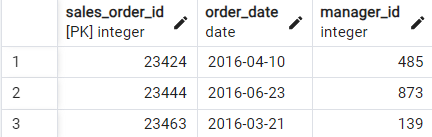 sales_order_id order_date manager_id
[PK] integer date integer
1 23424 2016-04-10 485
2 23444 2016-06-23 873
3 23463 2016-03-21 139